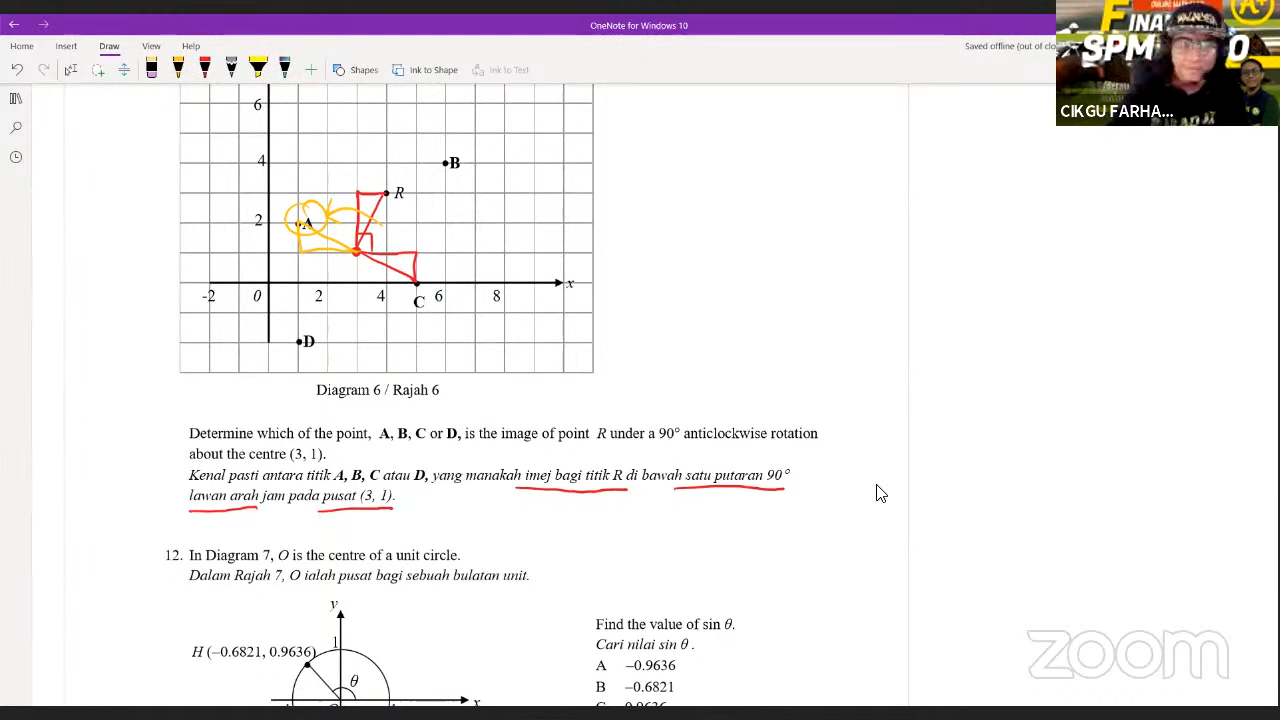 OneNote for Windows 10
Home Insert Draw View Help
Saved offline (out of
Shapes Ink to Shape Ink to Text
FINAL
SPM
A+
CIKGU FARHA...
6
4
2
B
R
A
-2 0 2 4 6 8 x
C
D
Diagram 6 / Rajah 6
Determine which of the point, A, B, C or D, is the image of point R under a 90° anticlockwise rotation
about the centre (3, 1).
Kenal pasti antara titik A, B, C atau D, yang manakah imej bagi titik R di bawah satu putaran 90°
lawan arah jam pada pusat (3, 1).
12. In Diagram 7, O is the centre of a unit circle.
Dalam Rajah 7, O ialah pusat bagi sebuah bulatan unit.
y
1
H (–0.6821, 0.9636)
θ
x
Find the value of sin θ.
Cari nilai sin θ .
A –0.9636
B –0.6821
C 0.9636
zoom